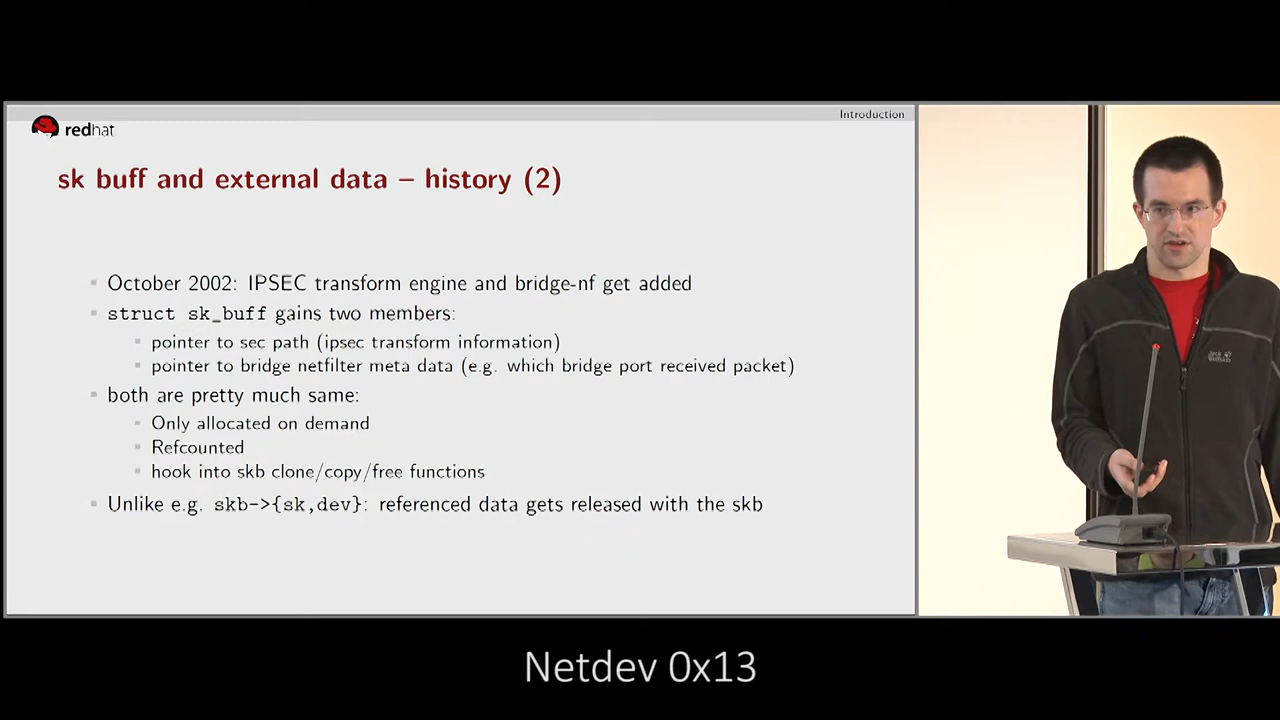 Introduction
redhat.
sk buff and external data – history (2)
October 2002: IPSEC transform engine and bridge-nf get added
struct sk_buff gains two members:
pointer to sec path (ipsec transform information)
pointer to bridge netfilter meta data (e.g. which bridge port received packet)
both are pretty much same:
Only allocated on demand
Refcounted
hook into skb clone/copy/free functions
Unlike e.g. skb->{sk,dev}: referenced data gets released with the skb
Jack
Netdev 0x13